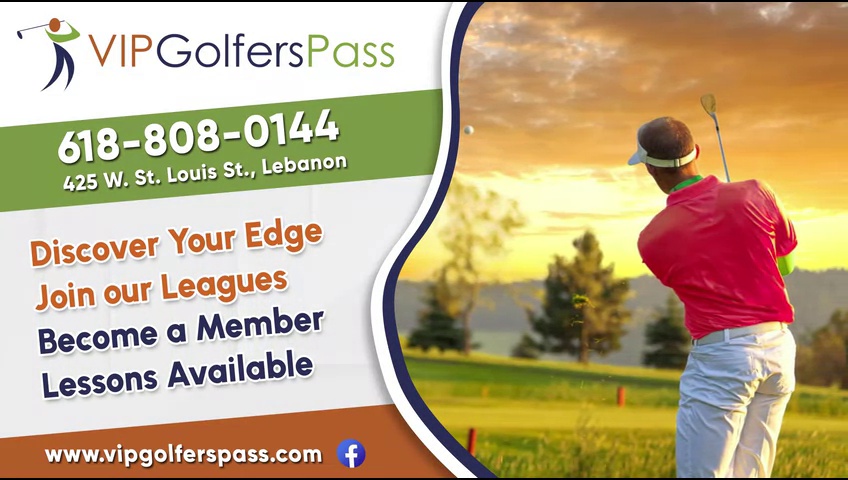 VIPGolfersPass
618-808-0144
425 W. St. Louis St., Lebanon
Discover Your Edge
Join our Leagues
Become a Member
Lessons Available
www.vipgolferspass.com